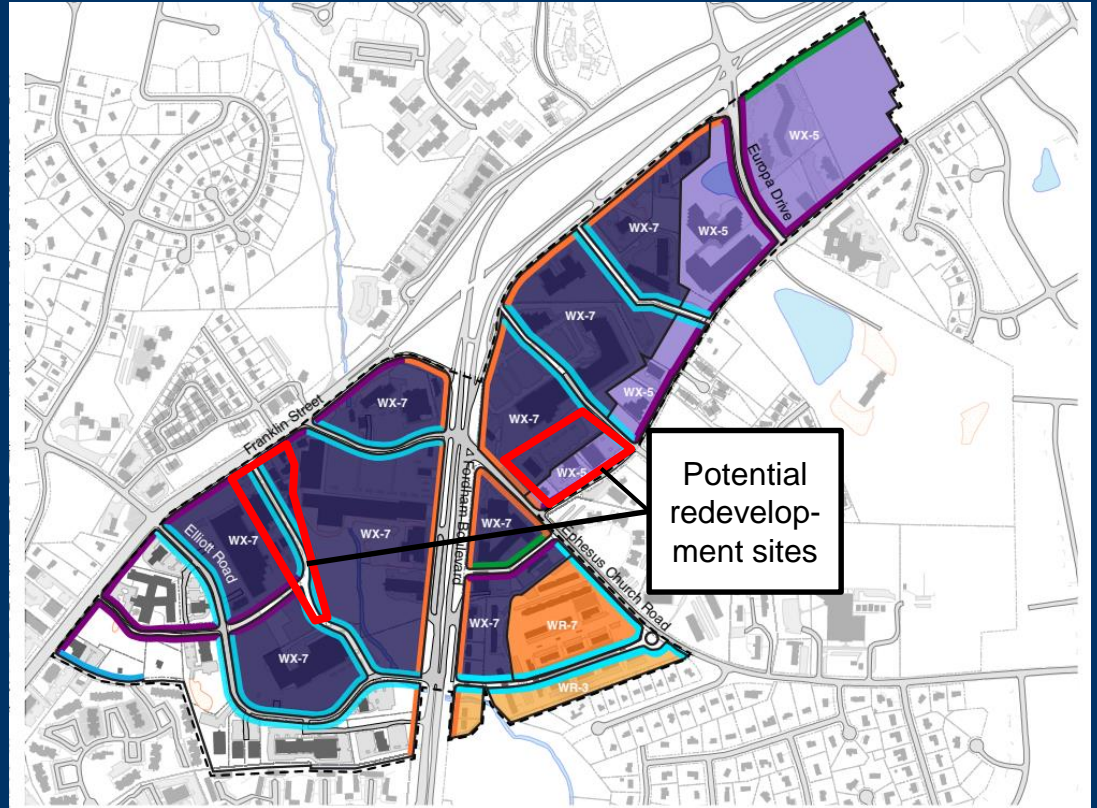 WX-5
Europa Drive
WX-7
WX-5
WX-7
WX-5
WX-7
WX-7
Franklin Street
WX-5
Potential
redevelop-
ment sites
WX-7
Fordham Boulevard
WX-7
WX-7
Elliott Road
Ephesus Church Road
WX-7
WR-7
WX-7
WR-3